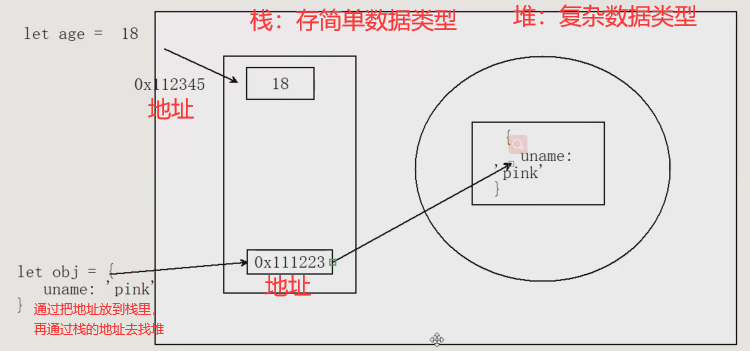 栈：存简单数据类型
堆：复杂数据类型
let age = 18
0x112345
地址
18
{
uname:
'pink'
}
0x111223
地址
let obj = {
uname: 'pink'
}
通过把地址放到栈里，
再通过栈的地址去找堆